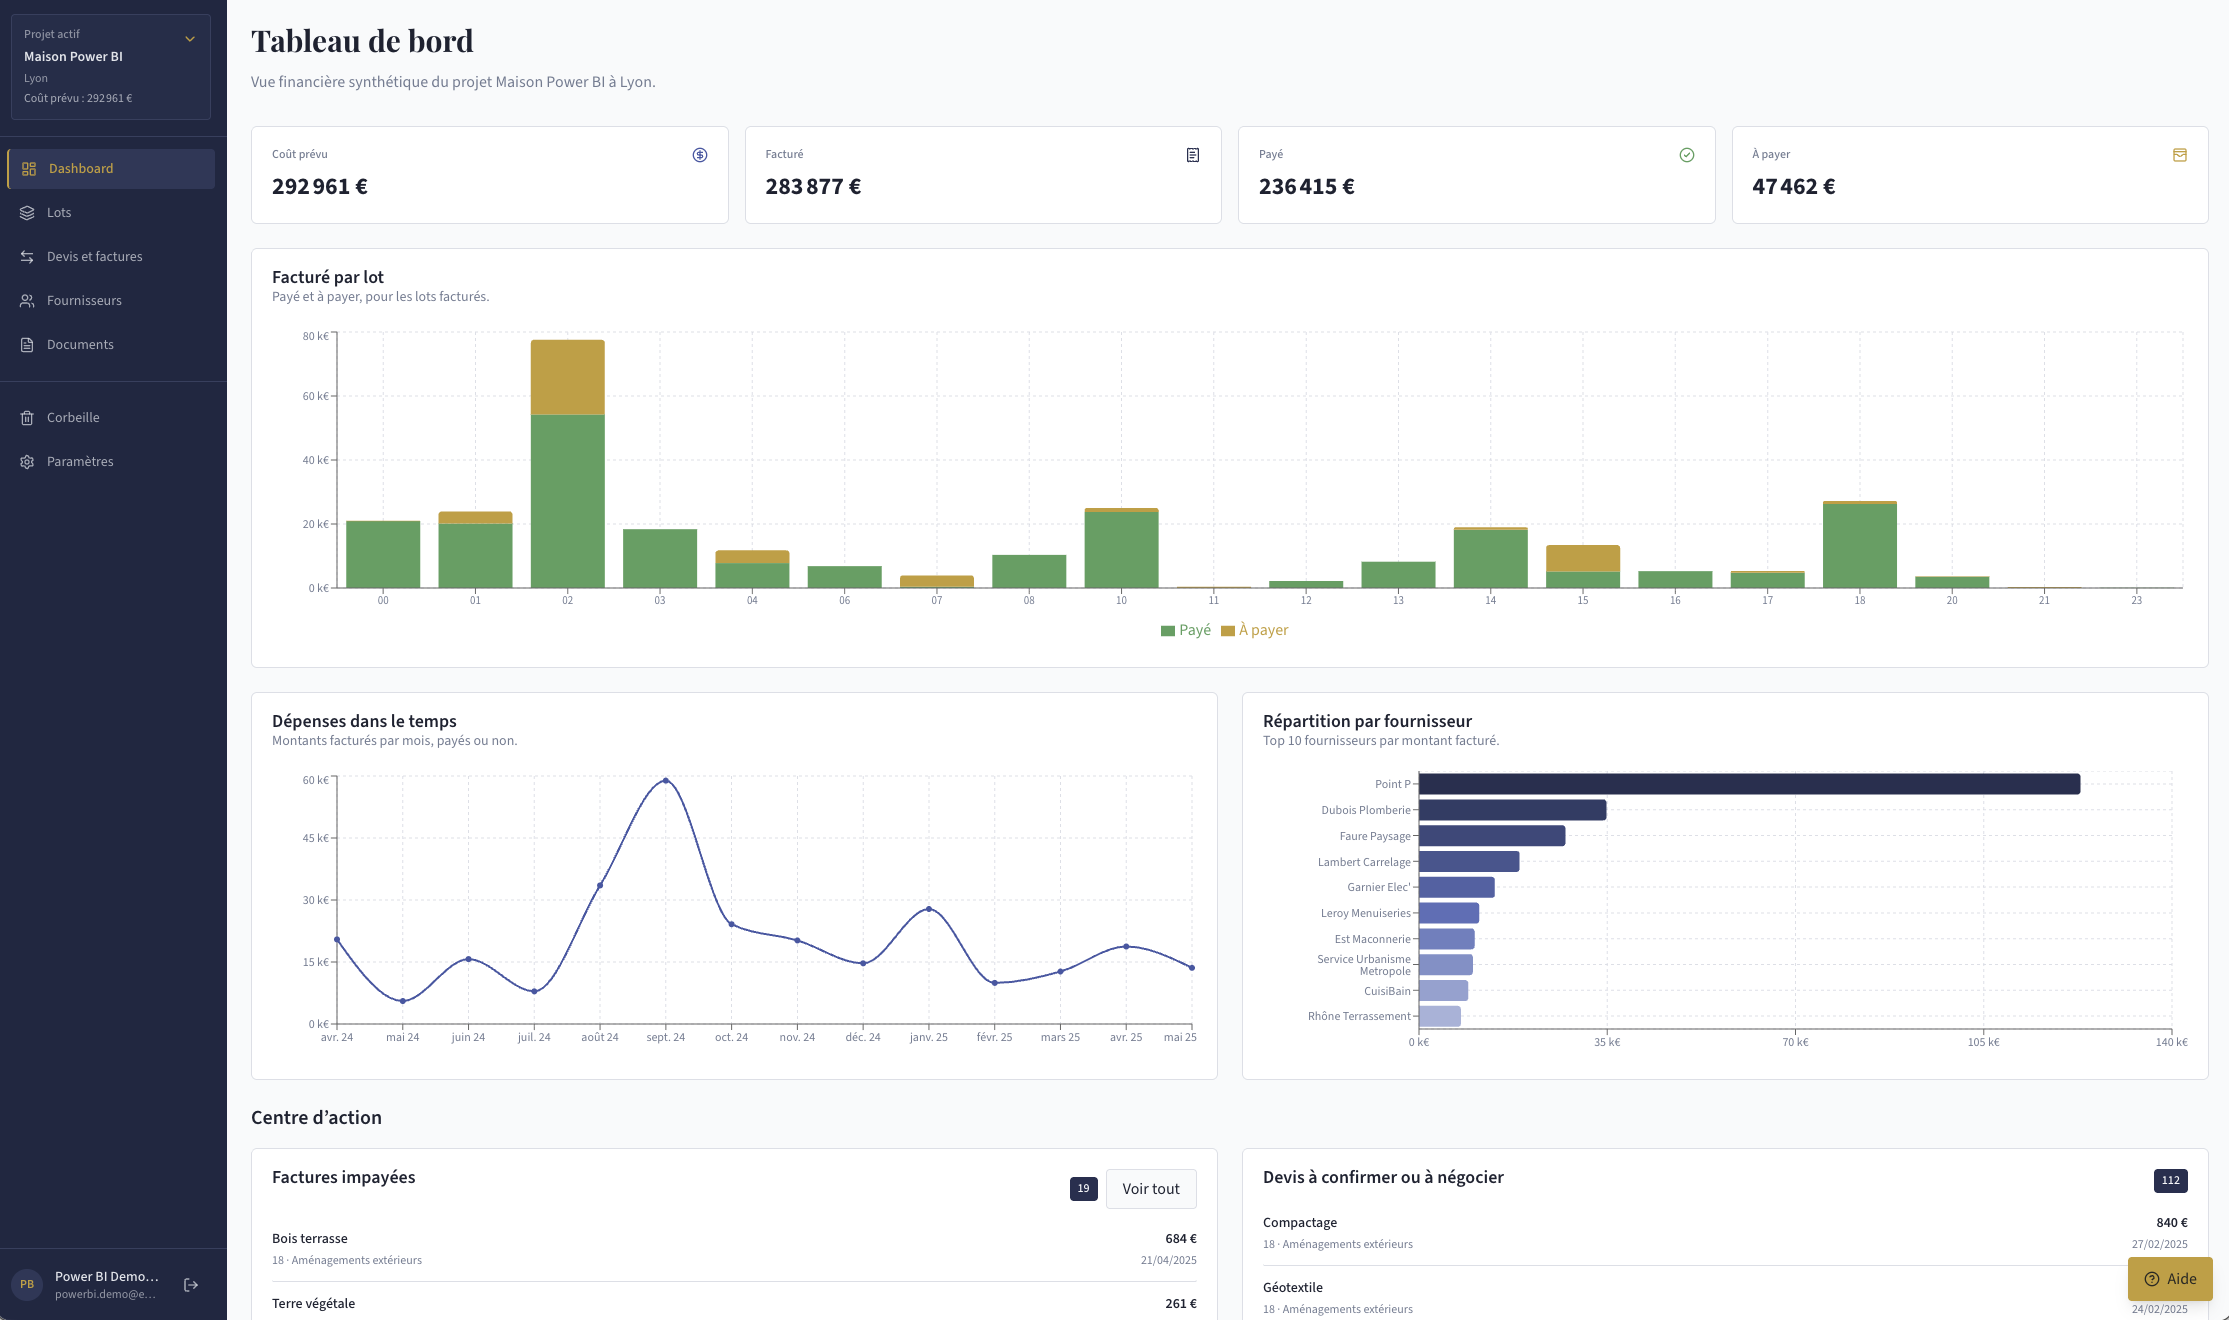 Projet actif
Maison Power BI
Lyon
Coût prévu : 292 961 €
Dashboard
Lots
Devis et factures
Fournisseurs
Documents
Corbeille
Paramètres
PB
Power BI Demo...
powerbi.demo@e...
Tableau de bord
Vue financière synthétique du projet Maison Power BI à Lyon.
Coût prévu
292 961 €
Facturé
283 877 €
Payé
236 415 €
À payer
47 462 €
Facturé par lot
Payé et à payer, pour les lots facturés.
80 k€
60 k€
40 k€
20 k€
0 k€
00 01 02 03 04 06 07 08 10 11 12 13 14 15 16 17 18 20 21 23
Payé À payer
Dépenses dans le temps
Montants facturés par mois, payés ou non.
60 k€
45 k€
30 k€
15 k€
0 k€
avr. 24 mai 24 juin 24 juil. 24 août 24 sept. 24 oct. 24 nov. 24 déc. 24 janv. 25 févr. 25 mars 25 avr. 25 mai 25
Répartition par fournisseur
Top 10 fournisseurs par montant facturé.
Point P
Dubois Plomberie
Faure Paysage
Lambert Carrelage
Garnier Elec'
Leroy Menuiseries
Est Maconnerie
Service Urbanisme
Metropole
CuisiBain
Rhône Terrassement
0 k€ 35 k€ 70 k€ 105 k€ 140 k€
Centre d’action
Factures impayées
19
Voir tout
Bois terrasse 684 €
18 · Aménagements extérieurs 21/04/2025
Terre végétale 261 €
Devis à confirmer ou à négocier
112
Compactage 840 €
18 · Aménagements extérieurs 27/02/2025
Géotextile
18 · Aménagements extérieurs 24/02/2025
Aide